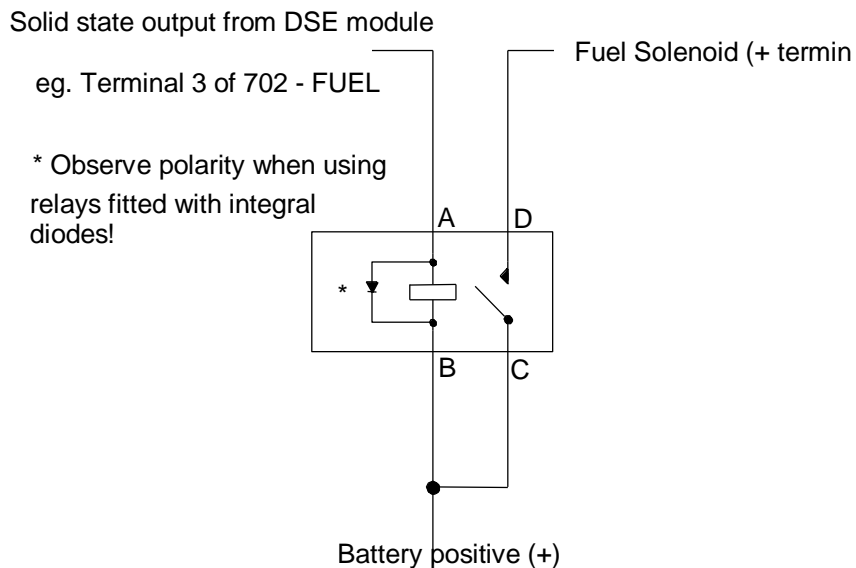 Solid state output from DSE module
Fuel Solenoid (+ termin
eg. Terminal 3 of 702 - FUEL
* Observe polarity when using
relays fitted with integral
diodes!
A
D
*
B
C
Battery positive (+)